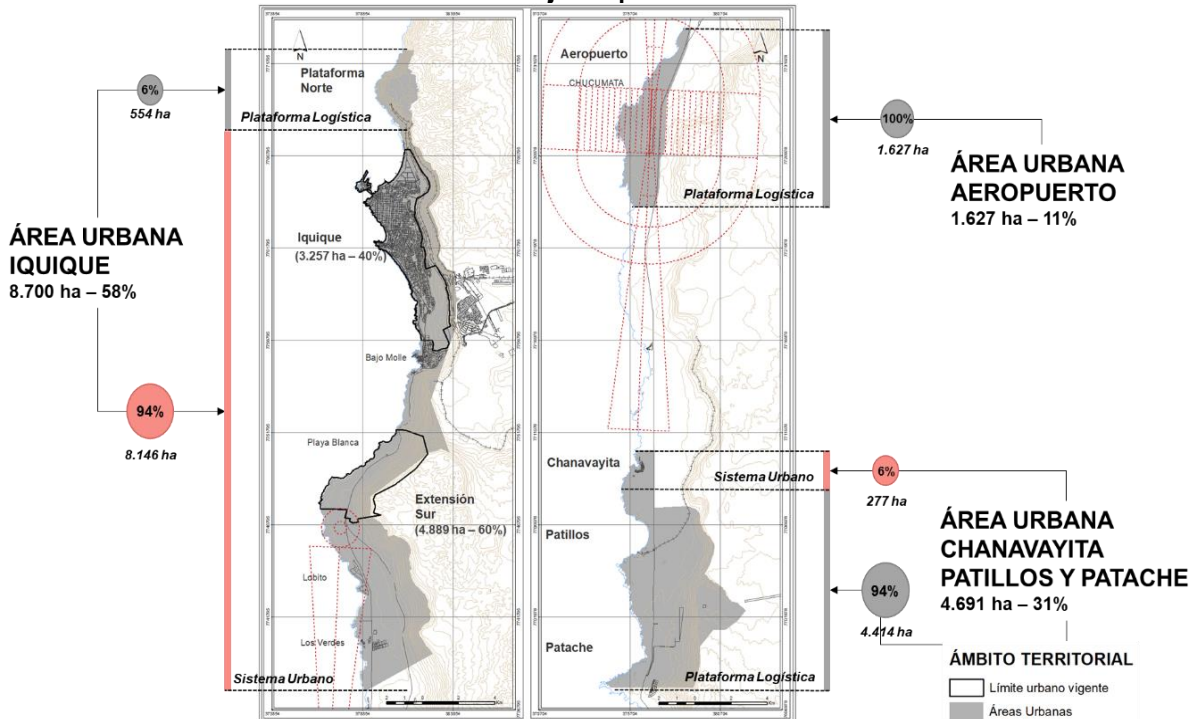 ÁREA URBANA
IQUIQUE
8.700 ha – 58%
6%
554 ha
94%
8.146 ha
N
Plataforma
Norte
Plataforma Logística
Iquique
(3.257 ha – 40%)
Bajo Molle
Playa Blanca
Extensión
Sur
(4.889 ha – 60%)
Lobito
Los Verdes
Sistema Urbano
Aeropuerto
N
CHUCUMATA
Plataforma Logística
Chanavayita
Sistema Urbano
Patillos
Patache
Plataforma Logística
100%
1.627 ha
ÁREA URBANA
AEROPUERTO
1.627 ha – 11%
6%
277 ha
ÁREA URBANA
CHANAVAYITA
PATILLOS Y PATACHE
4.691 ha – 31%
94%
4.414 ha
ÁMBITO TERRITORIAL
Límite urbano vigente
Áreas Urbanas